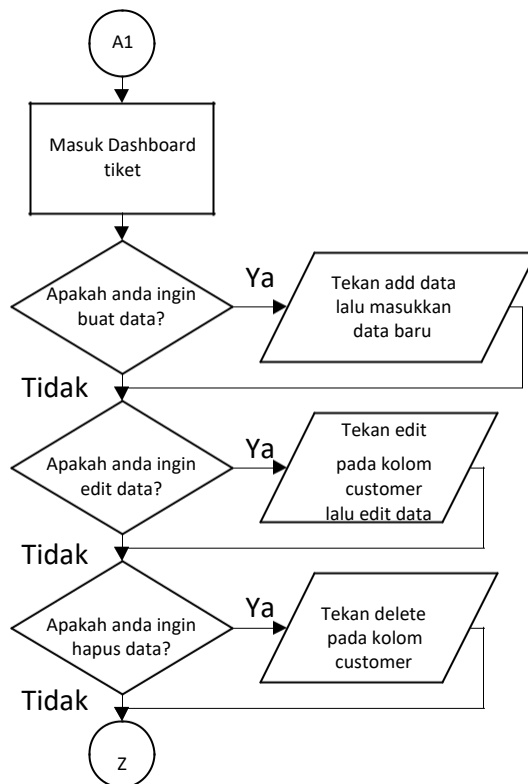 A1
Masuk Dashboard
tiket
Apakah anda ingin
buat data?
Ya
Tekan add data
lalu masukkan
data baru
Tidak
Apakah anda ingin
edit data?
Ya
Tekan edit
pada kolom
customer
lalu edit data
Tidak
Apakah anda ingin
hapus data?
Ya
Tekan delete
pada kolom
customer
Tidak
Z